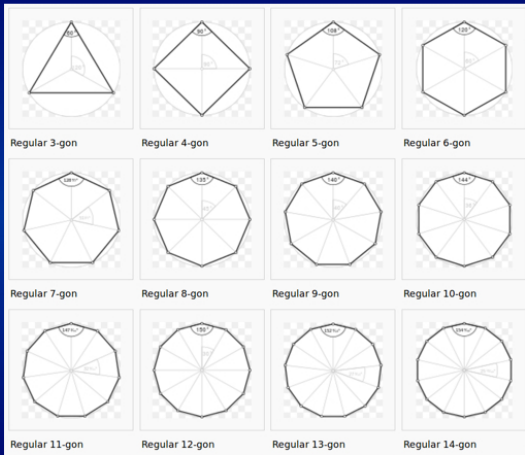 60°
90°
108°
120°
Regular 3-gon
Regular 4-gon
Regular 5-gon
Regular 6-gon
135°
140°
144°
Regular 7-gon
Regular 8-gon
Regular 9-gon
Regular 10-gon
150°
Regular 11-gon
Regular 12-gon
Regular 13-gon
Regular 14-gon